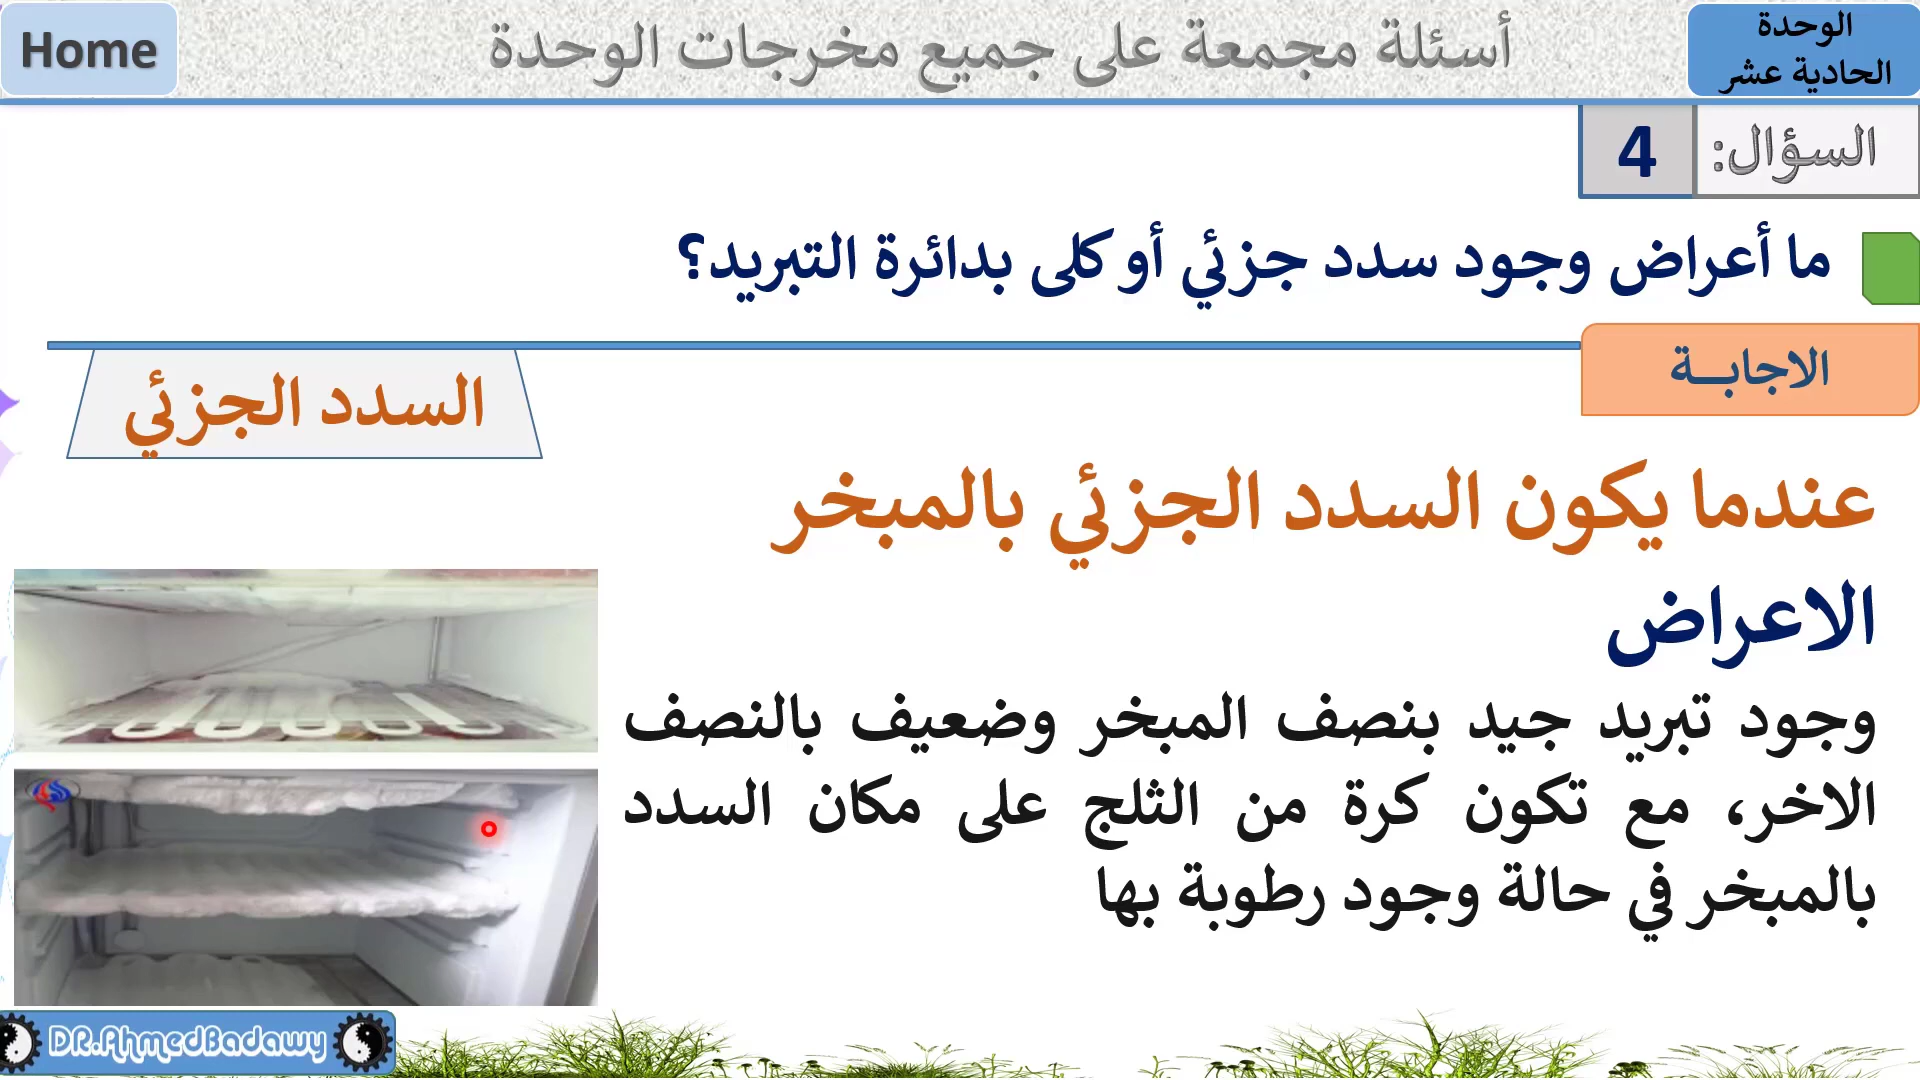 Home
أسئلة مجمعة على جميع مخرجات الوحدة
الوحدة
الحادية عشر
السؤال:
4
ما أعراض وجود سدد جزئي أو كلى بدائرة التبريد؟
الاجابـــة
السدد الجزئي
عندما يكون السدد الجزئي بالمبخر
الاعراض
وجود تبريد جيد بنصف المبخر وضعيف بالنصف
الاخر، مع تكون كرة من الثلج على مكان السدد
بالمبخر في حالة وجود رطوبة بها
DR.AhmedBadawy